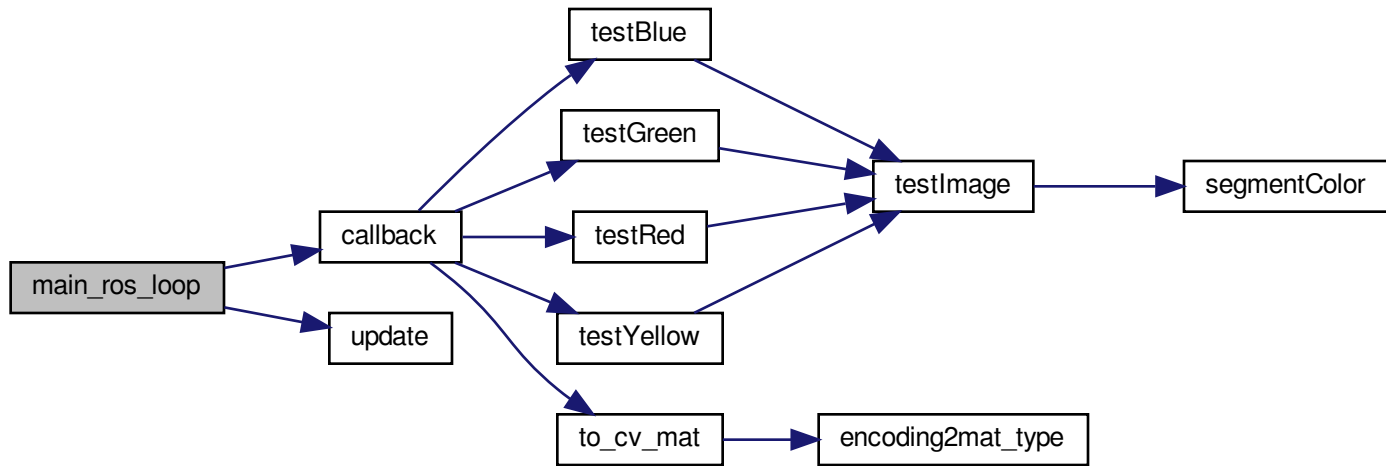 testBlue
testGreen
testImage
segmentColor
callback
testRed
main_ros_loop
update
testYellow
to_cv_mat
encoding2mat_type